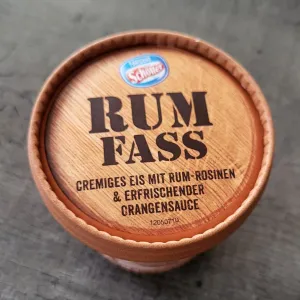 Schöller
RUM
FASS
CREMIGES EIS MIT RUM-ROSINEN
& ERFRISCHENDER
ORANGENSAUCE